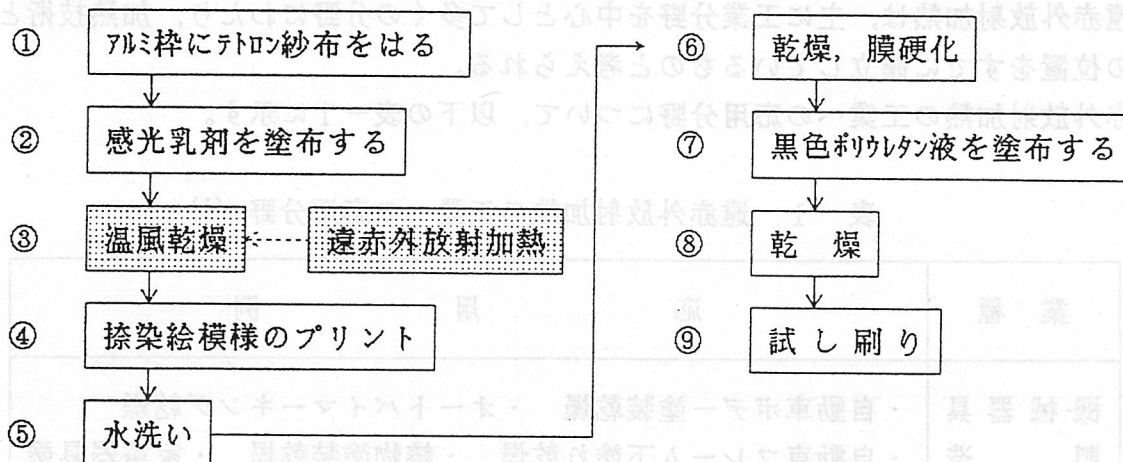 ① アルミ枠にテトロン紗布をはる
② 感光乳剤を塗布する
③ 温風乾燥 遠赤外放射加熱
④ 捺染絵模様のプリント
⑤ 水洗い
⑥ 乾燥，膜硬化
⑦ 黒色ポリウレタン液を塗布する
⑧ 乾燥
⑨ 試し刷り